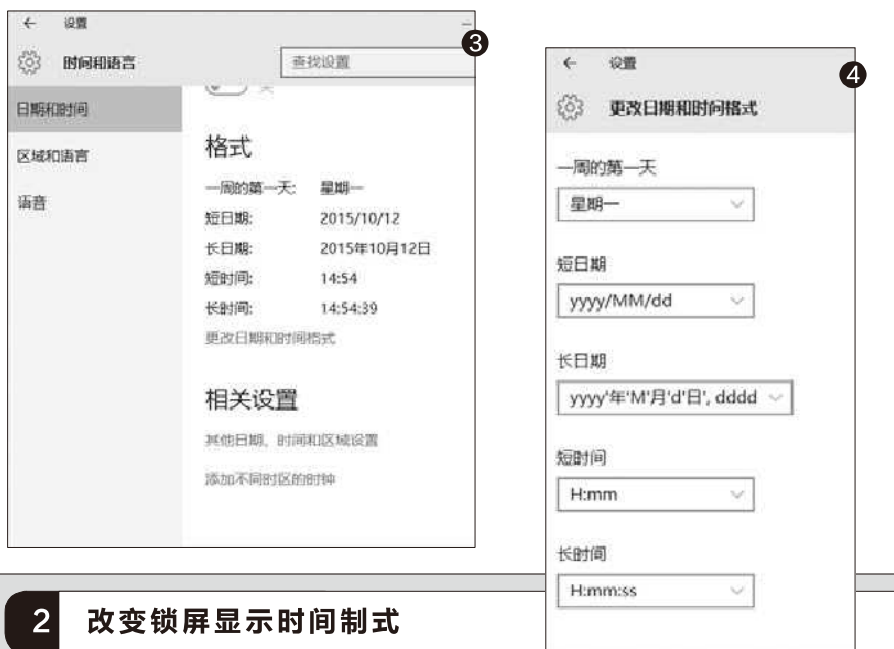 ← 设置
3
时间和语言
查找设置
日期和时间
区域和语言
语音
关
格式
一周的第一天: 星期一
短日期: 2015/10/12
长日期: 2015年10月12日
短时间: 14:54
长时间: 14:54:39
更改日期和时间格式
相关设置
其他日期、时间和区域设置
添加不同时区的时钟
← 设置
4
更改日期和时间格式
一周的第一天
星期一
短日期
yyyy/MM/dd
长日期
yyyy'年'M'月'd'日', dddd
短时间
H:mm
长时间
H:mm:ss
2 改变锁屏显示时间制式